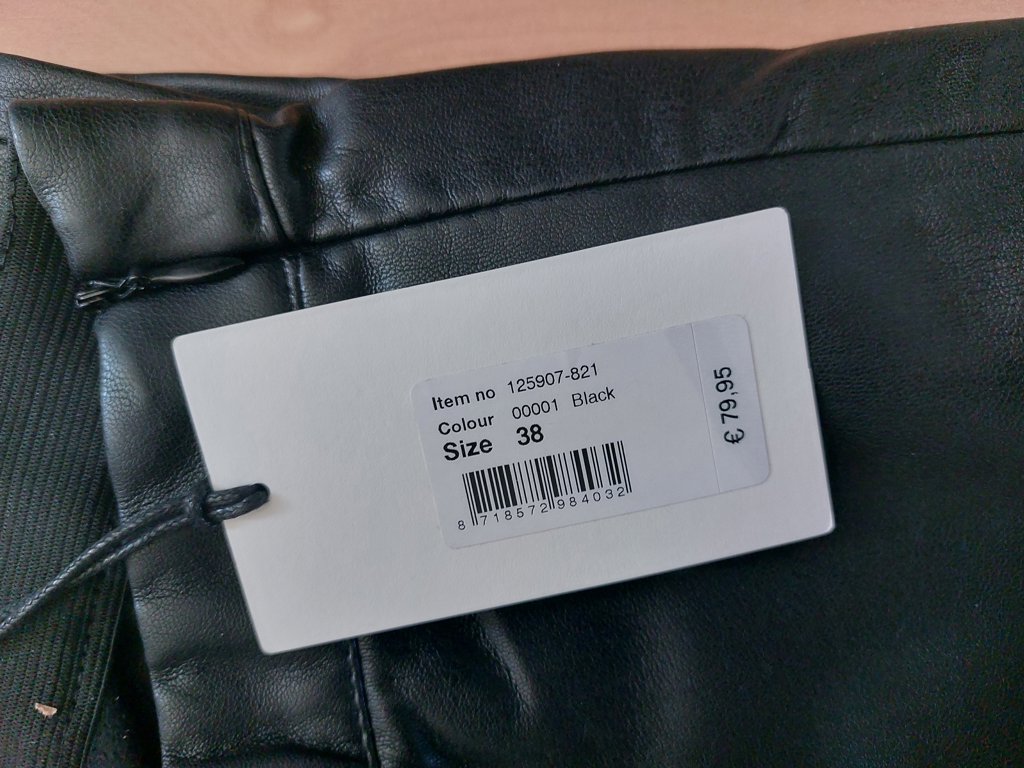 Item no 125907-821
Colour 00001 Black
Size 38
8 718572 984032
€ 79,95